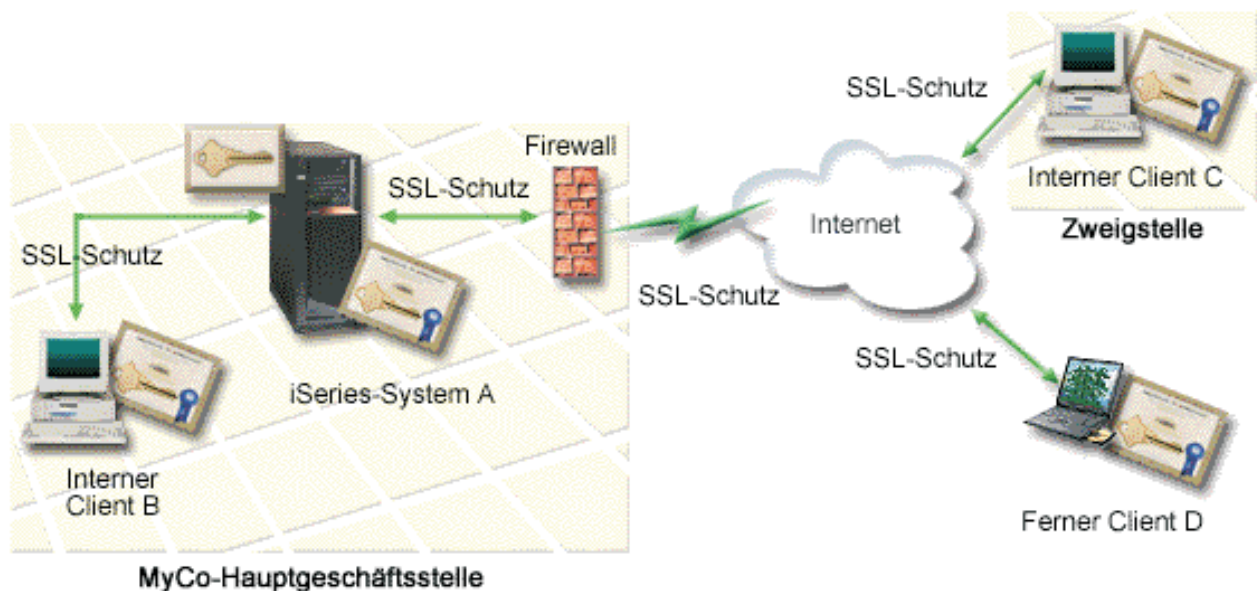 SSL-Schutz
Interner Client C
Zweigstelle
Firewall
SSL-Schutz
Internet
SSL-Schutz
SSL-Schutz
SSL-Schutz
iSeries-System A
Interner
Client B
Ferner Client D
MyCo-Hauptgeschäftsstelle